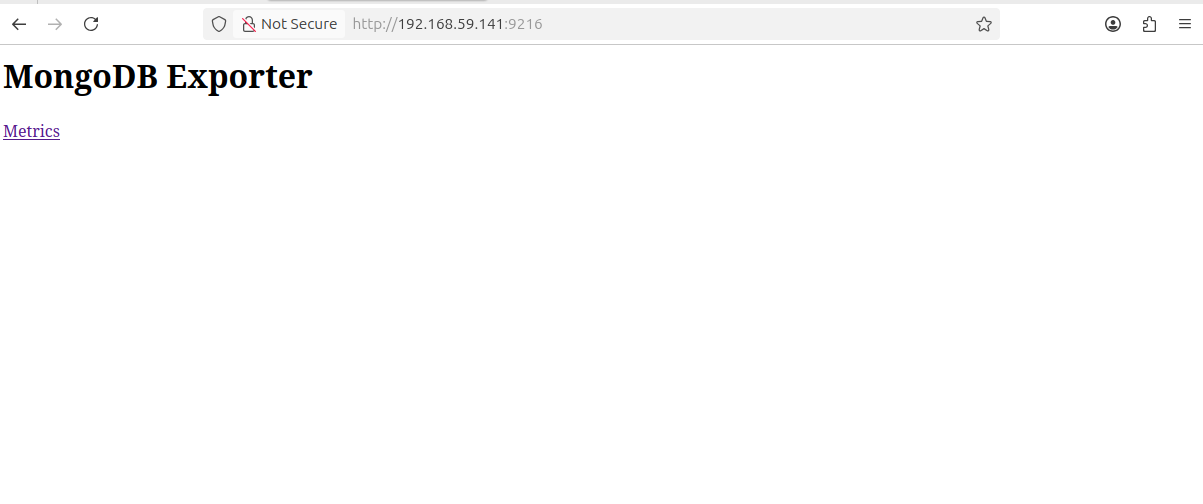 Not Secure http://192.168.59.141:9216
MongoDB Exporter
Metrics